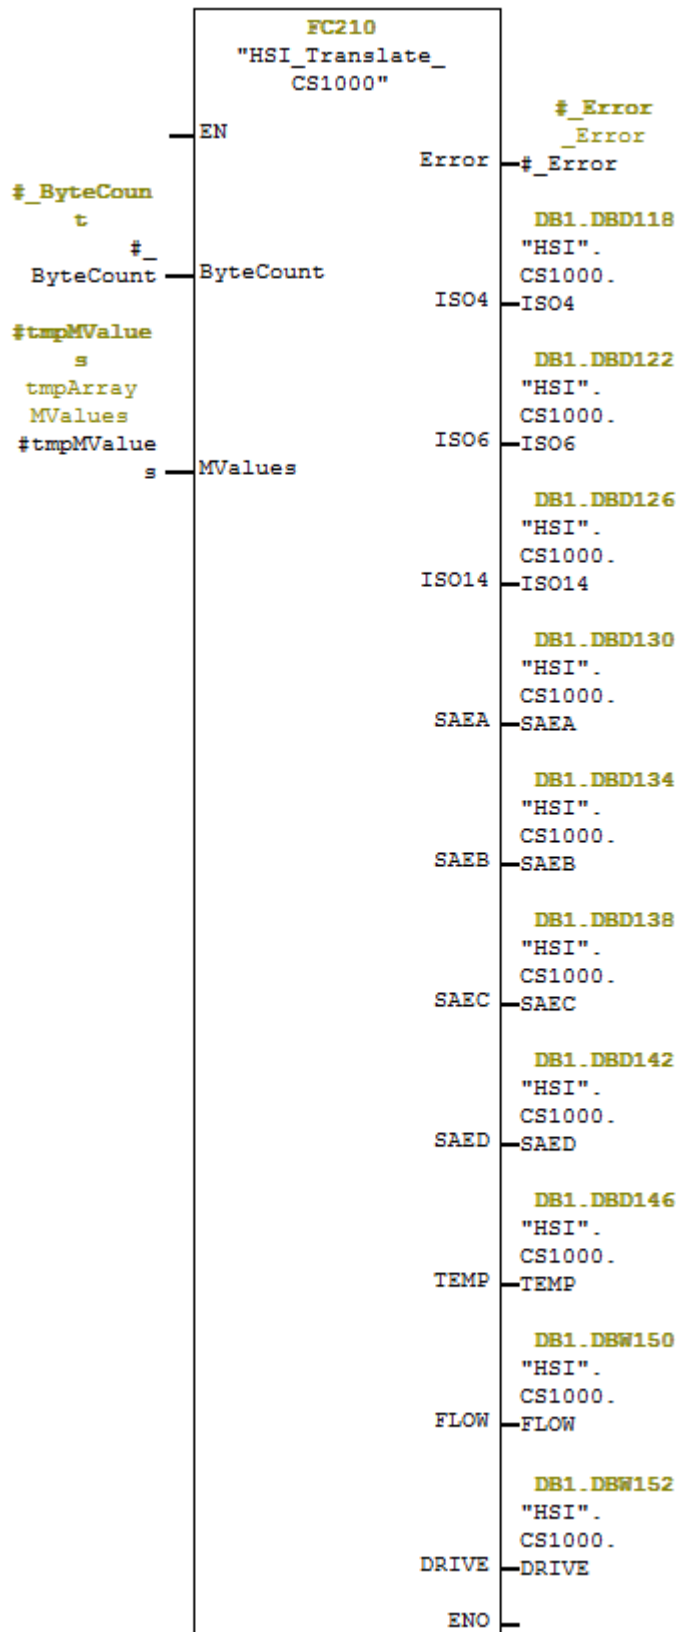 FC210
"HSI_Translate_
CS1000"
EN
#_Error
_Error
Error #_Error
#_ByteCoun
t
#_
ByteCount ByteCount
DB1.DBD118
"HSI".
CS1000.
ISO4 ISO4
#tmpMValue
s
tmpArray
MValues
#tmpMValue
s MValues
DB1.DBD122
"HSI".
CS1000.
ISO6 ISO6
DB1.DBD126
"HSI".
CS1000.
ISO14 ISO14
DB1.DBD130
"HSI".
CS1000.
SAEA SAEA
DB1.DBD134
"HSI".
CS1000.
SAEB SAEB
DB1.DBD138
"HSI".
CS1000.
SAEC SAEC
DB1.DBD142
"HSI".
CS1000.
SAED SAED
DB1.DBD146
"HSI".
CS1000.
TEMP TEMP
DB1.DBW150
"HSI".
CS1000.
FLOW FLOW
DB1.DBW152
"HSI".
CS1000.
DRIVE DRIVE
ENO